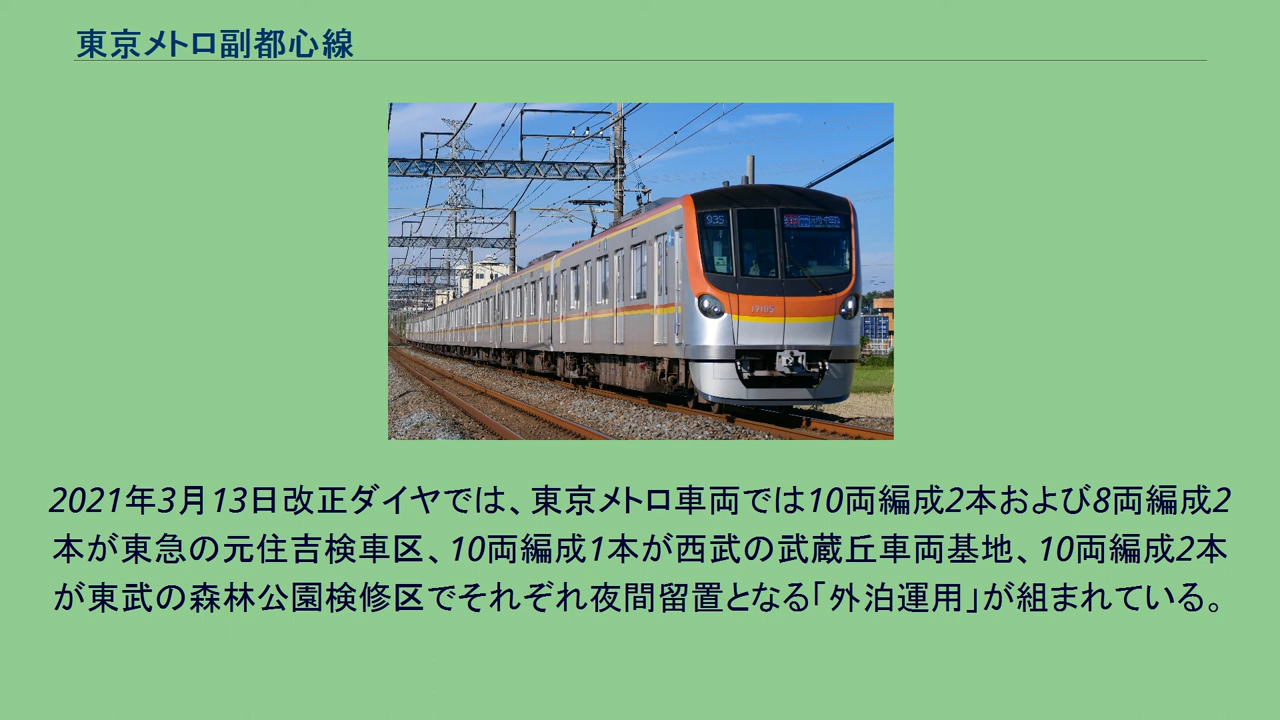 東京メトロ副都心線
935
17105
2021年3月13日改正ダイヤでは、東京メトロ車両では10両編成2本および8両編成2
本が東急の元住吉検車区、10両編成1本が西武の武蔵丘車両基地、10両編成2本
が東武の森林公園検修区でそれぞれ夜間留置となる「外泊運用」が組まれている。